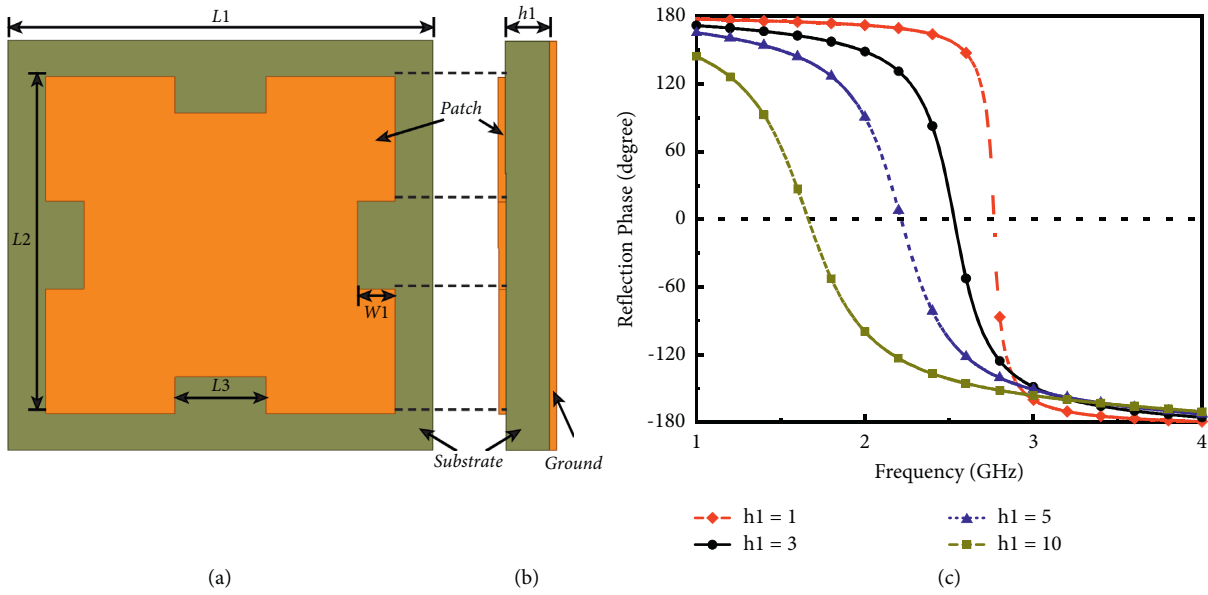 L1
h1
L2
Patch
W1
L3
Substrate
Ground
(a)
(b)
Reflection Phase (degree)
180
120
60
0
-60
-120
-180
1
2
3
4
Frequency (GHz)
h1 = 1
h1 = 5
h1 = 3
h1 = 10
(c)